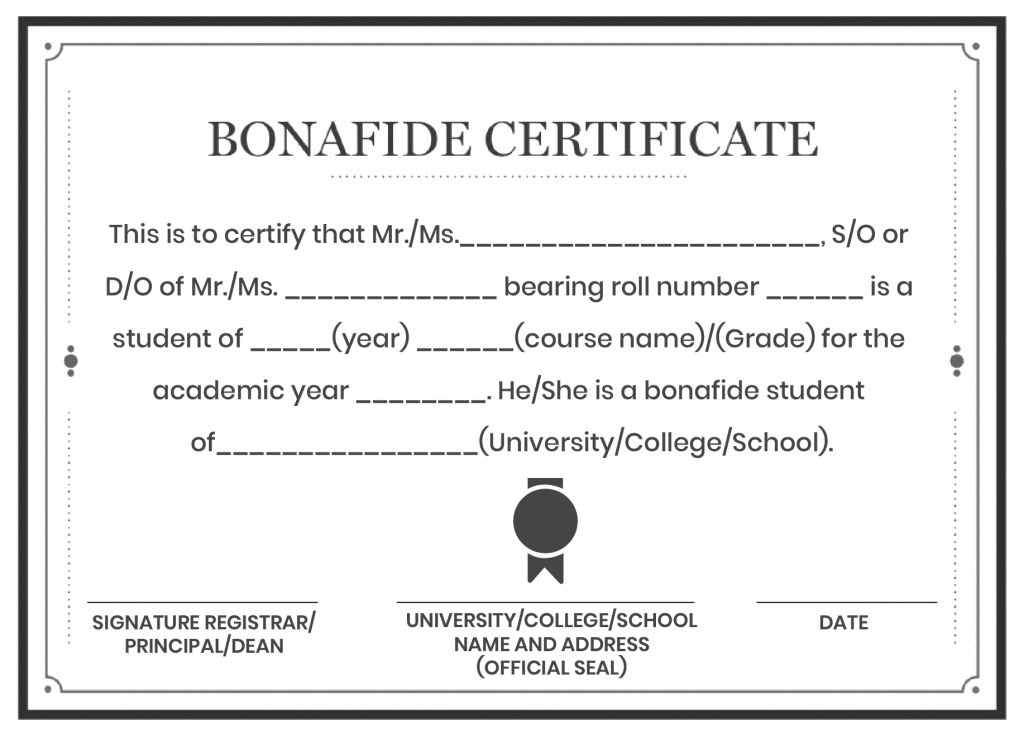 BONAFIDE CERTIFICATE
This is to certify that Mr./Ms.______________________, S/O or
D/O of Mr./Ms. _____________ bearing roll number ______ is a
student of _____(year) ______(course name)/(Grade) for the
academic year ________. He/She is a bonafide student
of________________(University/College/School).
SIGNATURE REGISTRAR/
PRINCIPAL/DEAN
UNIVERSITY/COLLEGE/SCHOOL
NAME AND ADDRESS
(OFFICIAL SEAL)
DATE